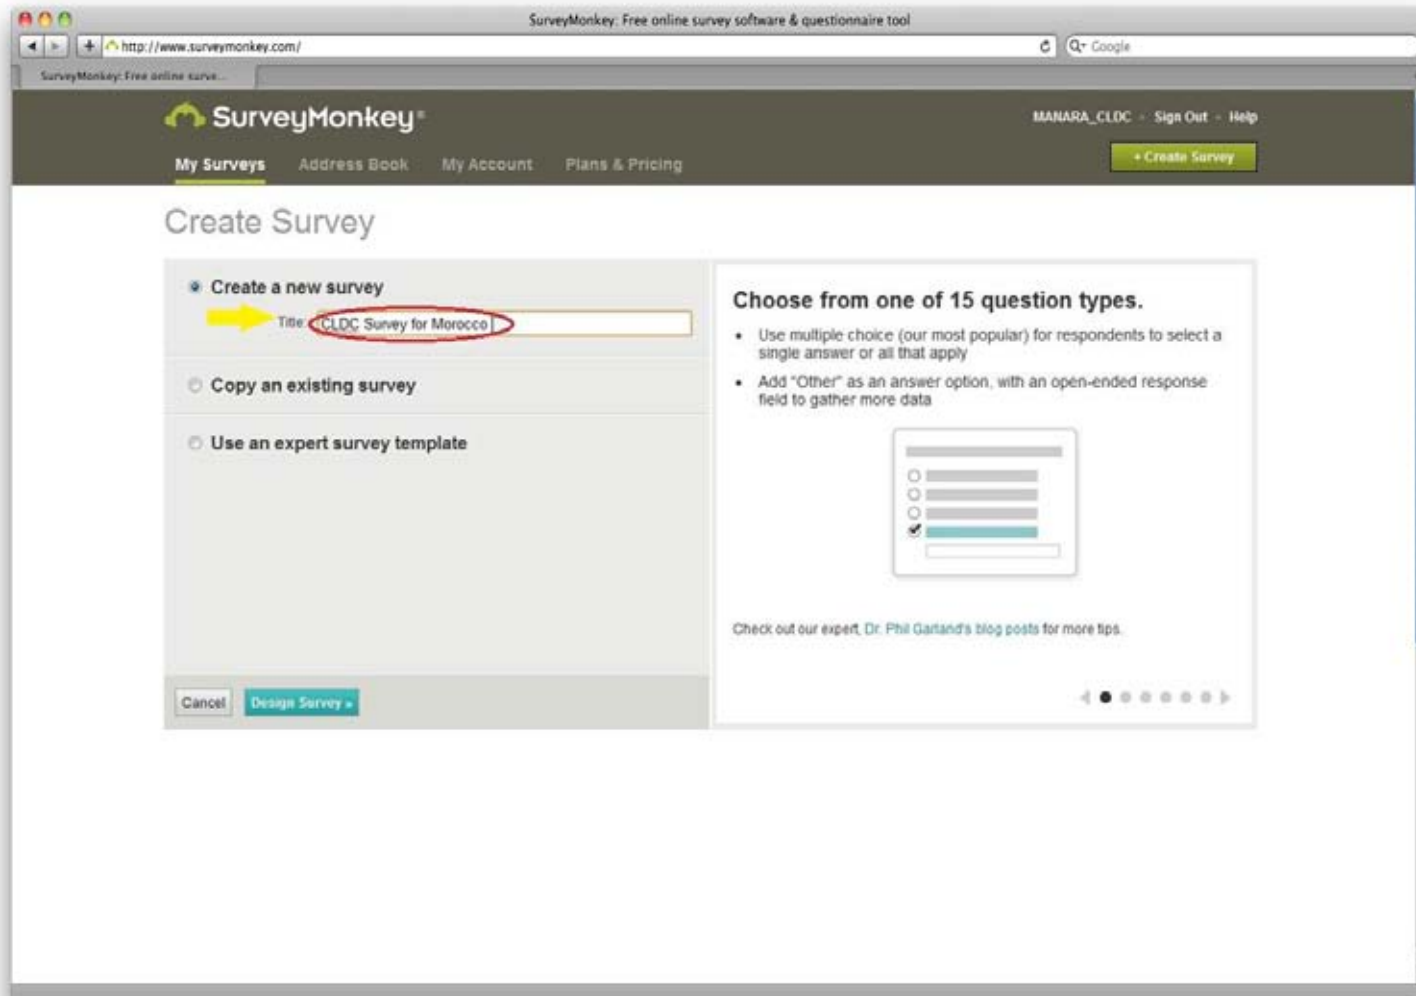 SurveyMonkey: Free online survey software & questionnaire tool
http://www.surveymonkey.com/
Google
SurveyMonkey: Free online surve...
SurveyMonkey®
MANARA_CLDC - Sign Out - Help
My Surveys Address Book My Account Plans & Pricing
+ Create Survey
Create Survey
Create a new survey
Title: CLDC Survey for Morocco
Copy an existing survey
Use an expert survey template
Cancel
Design Survey »
Choose from one of 15 question types.
• Use multiple choice (our most popular) for respondents to select a
single answer or all that apply
• Add "Other" as an answer option, with an open-ended response
field to gather more data
Check out our expert, Dr. Phil Garland's blog posts for more tips.